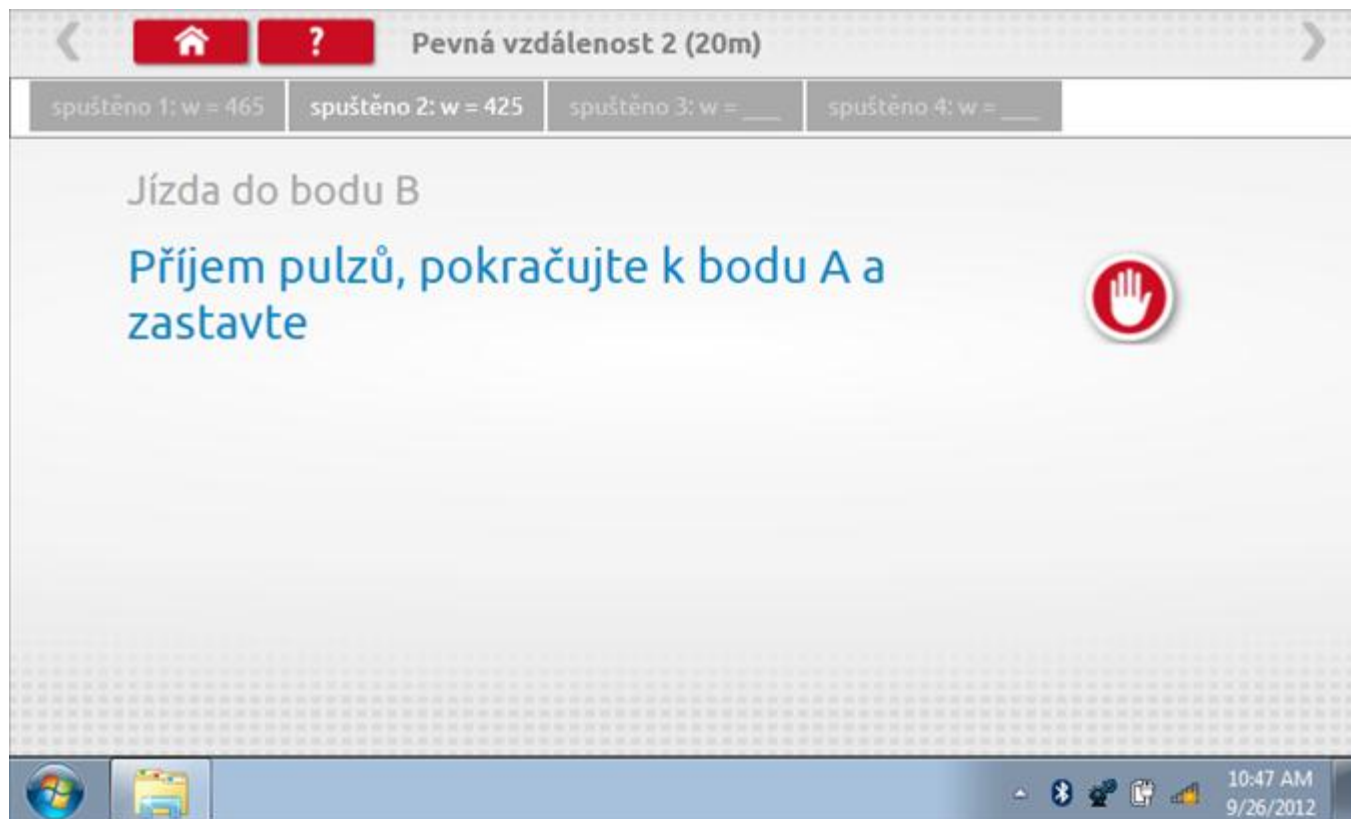 ? Pevná vzdálenost 2 (20m)
spuštěno 1: w = 465 spuštěno 2: w = 425 spuštěno 3: w = ___ spuštěno 4: w = ___
Jízda do bodu B
Příjem pulzů, pokračujte k bodu A a
zastavte
10:47 AM
9/26/2012